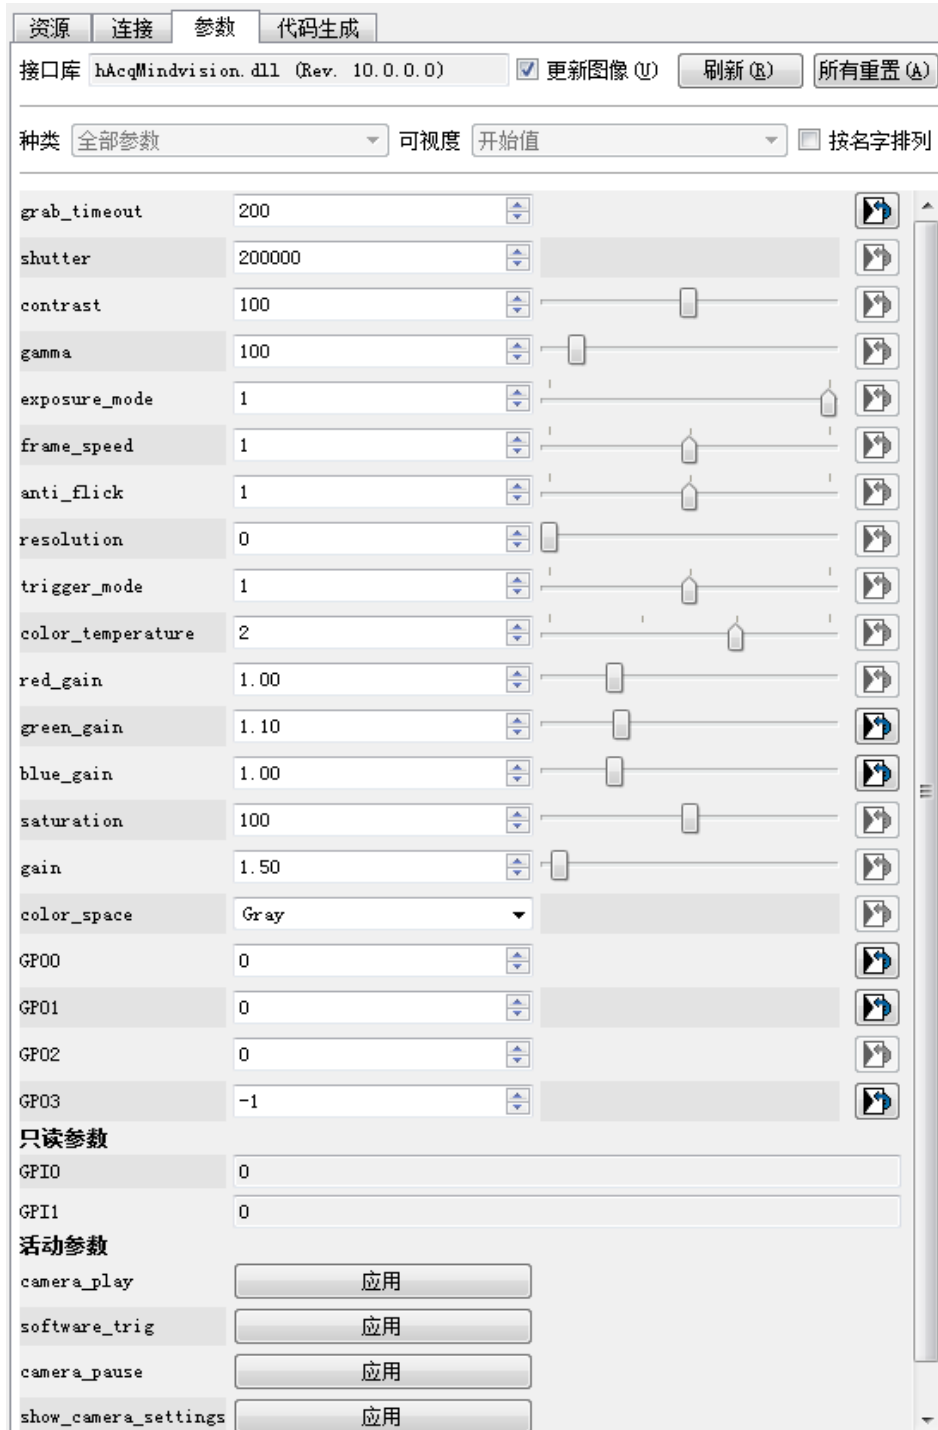 资源 连接 参数 代码生成
接口库 hAcqMindvision.dll (Rev. 10.0.0.0) 更新图像(U) 刷新(R) 所有重置(A)
种类 全部参数 可视度 开始值 按名字排列
grab_timeout 200
shutter 200000
contrast 100
gamma 100
exposure_mode 1
frame_speed 1
anti_flick 1
resolution 0
trigger_mode 1
color_temperature 2
red_gain 1.00
green_gain 1.10
blue_gain 1.00
saturation 100
gain 1.50
color_space Gray
GPO0 0
GPO1 0
GPO2 0
GPO3 -1
只读参数
GPI0 0
GPI1 0
活动参数
camera_play 应用
software_trig 应用
camera_pause 应用
show_camera_settings 应用